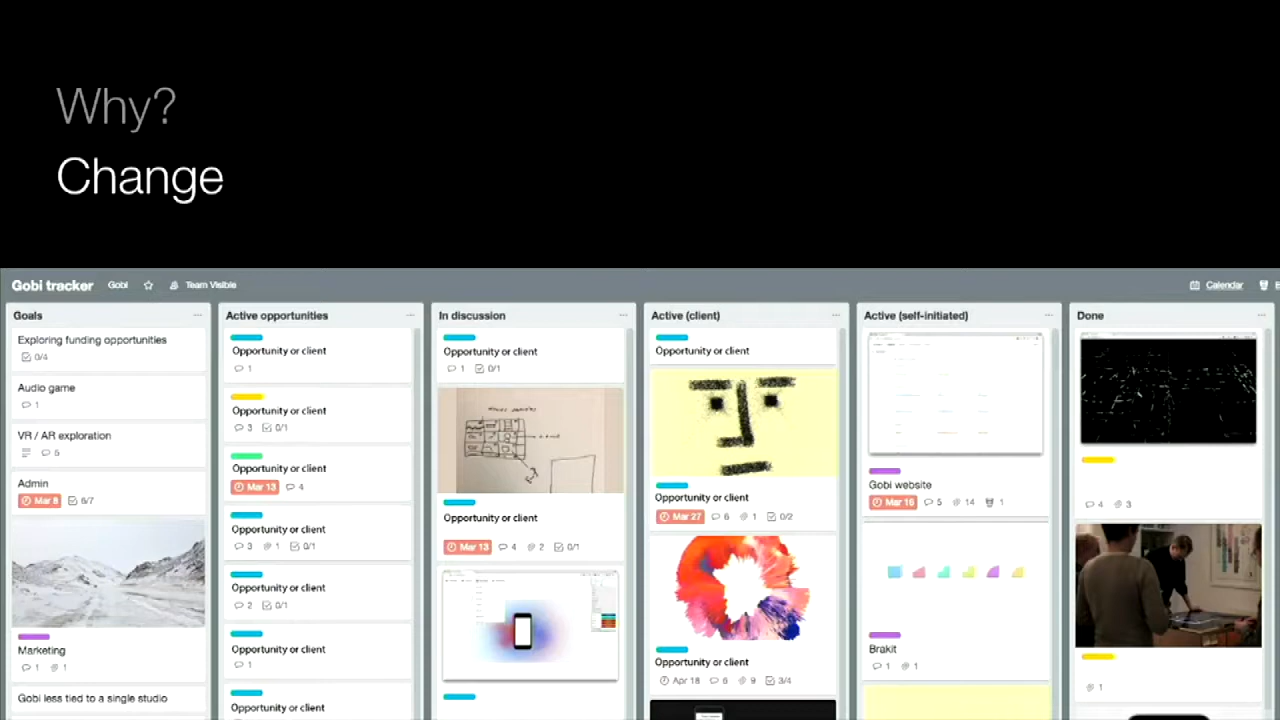 Why?
Change
Gobi tracker
Gobi
Team Visible
Calendar
Goals
Exploring funding opportunities
0/4
Audio game
1
VR / AR exploration
5
Admin
Mar 8
6/7
Marketing
1
1
Gobi less tied to a single studio
Active opportunities
Opportunity or client
1
Opportunity or client
3
0/1
Opportunity or client
Mar 13
4
Opportunity or client
3
1
0/1
Opportunity or client
2
0/1
Opportunity or client
1
Opportunity or client
In discussion
Opportunity or client
1
0/1
Opportunity or client
Mar 13
4
2
0/1
Active (client)
Opportunity or client
Opportunity or client
Mar 27
6
1
0/2
Opportunity or client
Apr 18
6
9
3/4
Active (self-initiated)
Gobi website
Mar 16
5
14
1
Brakit
1
1
Done
4
3
1